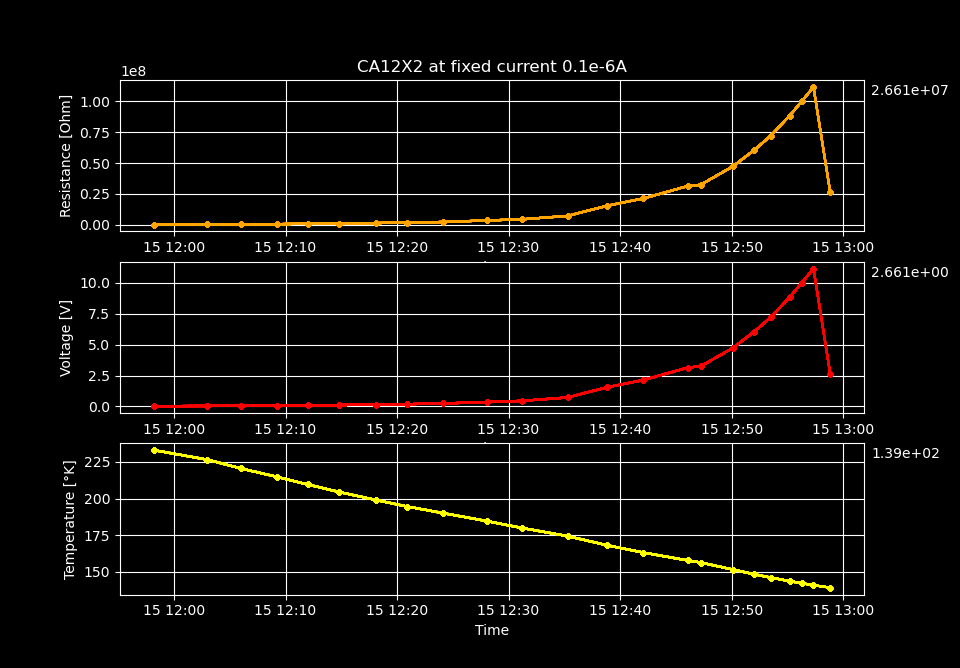 CA12X2 at fixed current 0.1e-6A
1e8
2.661e+07
1.00
0.75
0.50
0.25
0.00
Resistance [Ohm]
15 12:00 15 12:10 15 12:20 15 12:30 15 12:40 15 12:50 15 13:00
2.661e+00
10.0
7.5
5.0
2.5
0.0
Voltage [V]
15 12:00 15 12:10 15 12:20 15 12:30 15 12:40 15 12:50 15 13:00
1.39e+02
225
200
175
150
Temperature [°K]
15 12:00 15 12:10 15 12:20 15 12:30 15 12:40 15 12:50 15 13:00
Time